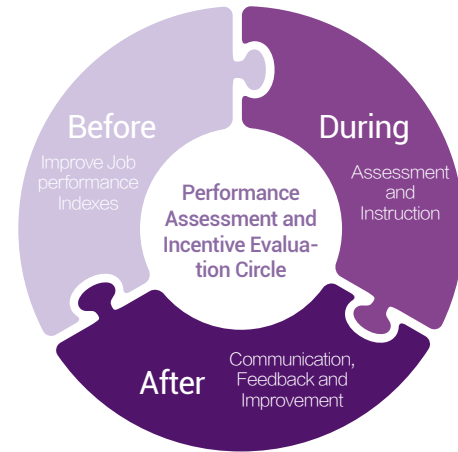 Before
Improve Job
performance
Indexes
During
Assessment
and
Instruction
Performance
Assessment and
Incentive Evalua-
tion Circle
After
Communication,
Feedback and
Improvement